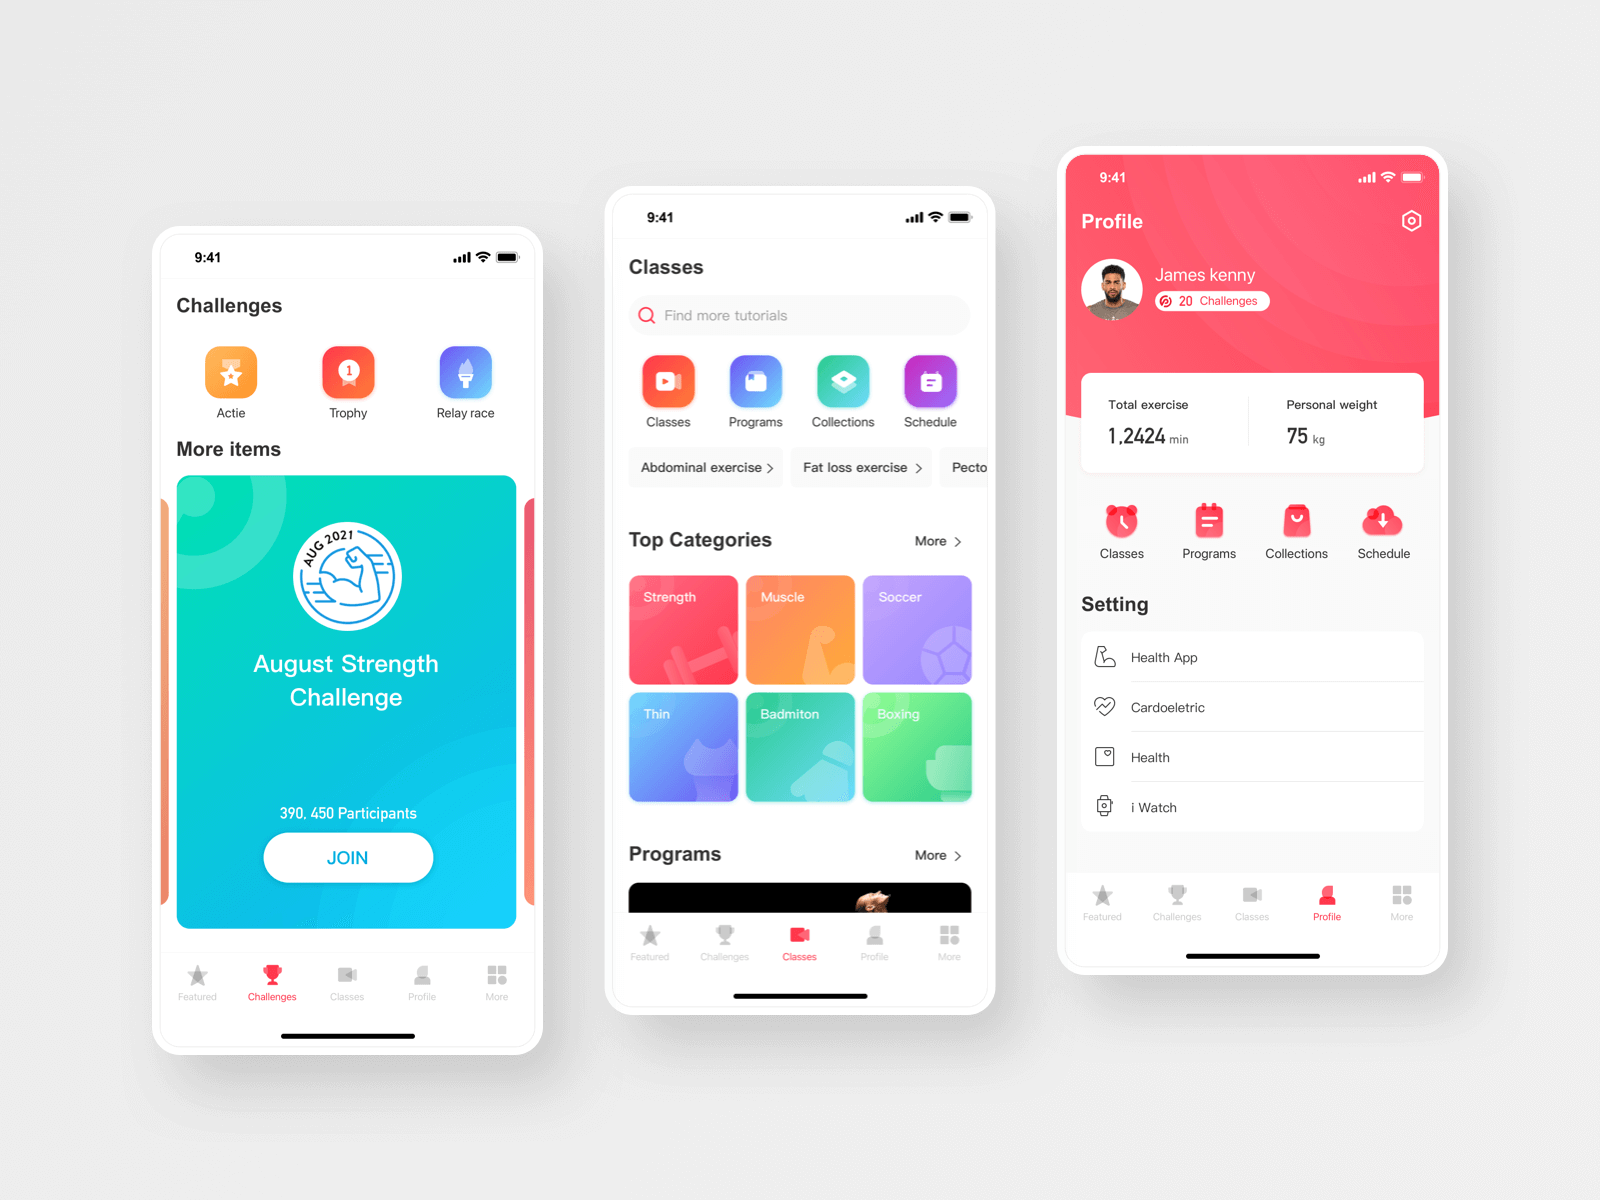 9:41
Challenges
Actie
Trophy
Relay race
1
More items
AUG 2021
August Strength
Challenge
390, 450 Participants
JOIN
Featured
Challenges
Classes
Profile
More
9:41
Classes
Find more tutorials
Classes
Programs
Collections
Schedule
Abdominal exercise
Fat loss exercise
Pecto
Top Categories
More
Strength
Muscle
Soccer
Thin
Badmiton
Boxing
Programs
More
Featured
Challenges
Classes
Profile
More
9:41
Profile
James kenny
20 Challenges
Total exercise
Personal weight
1,2424 min
75 kg
Classes
Programs
Collections
Schedule
Setting
Health App
Cardoeletric
Health
i Watch
Featured
Challenges
Classes
Profile
More